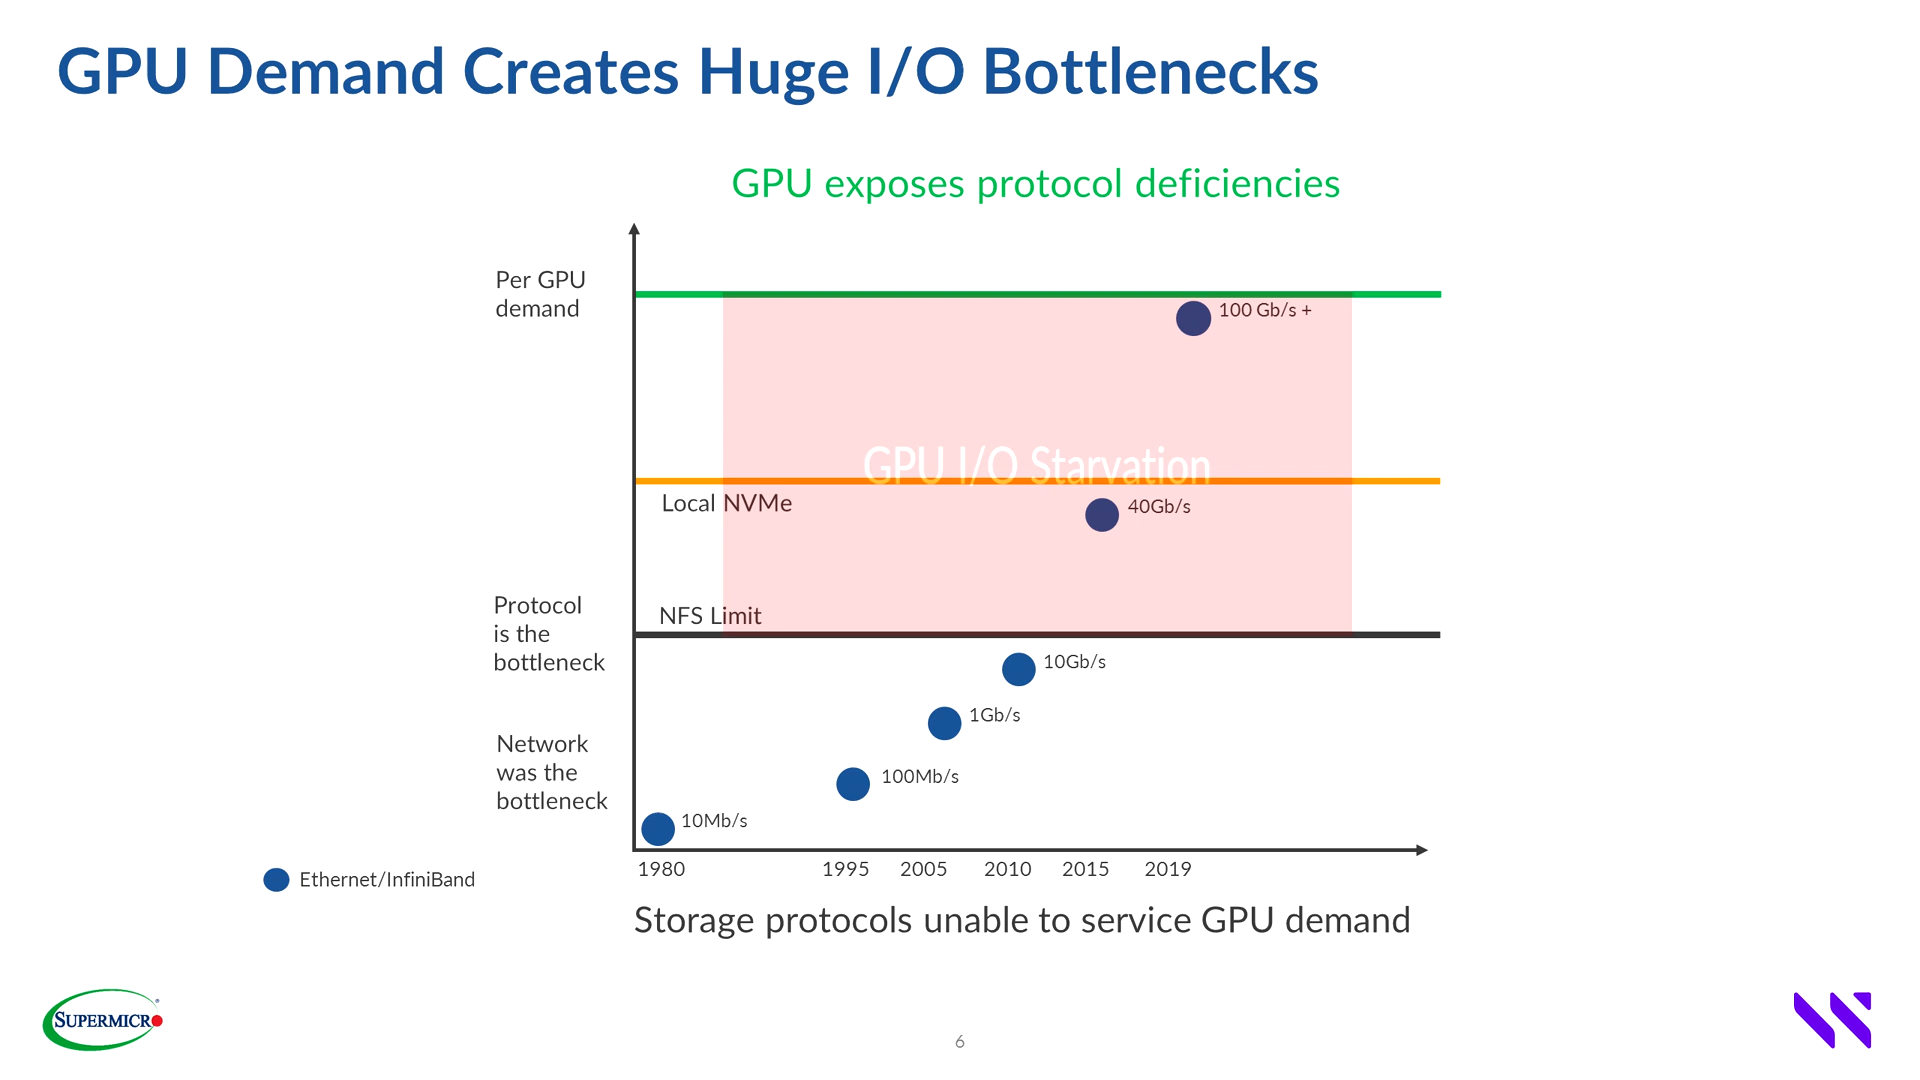 GPU Demand Creates Huge I/O Bottlenecks
GPU exposes protocol deficiencies
Per GPU
demand
100 Gb/s +
GPU I/O Starvation
Local NVMe
40Gb/s
Protocol
is the
bottleneck
NFS Limit
10Gb/s
1Gb/s
Network
was the
bottleneck
100Mb/s
10Mb/s
1980 1995 2005 2010 2015 2019
Ethernet/InfiniBand
Storage protocols unable to service GPU demand
SUPERMICRO
6